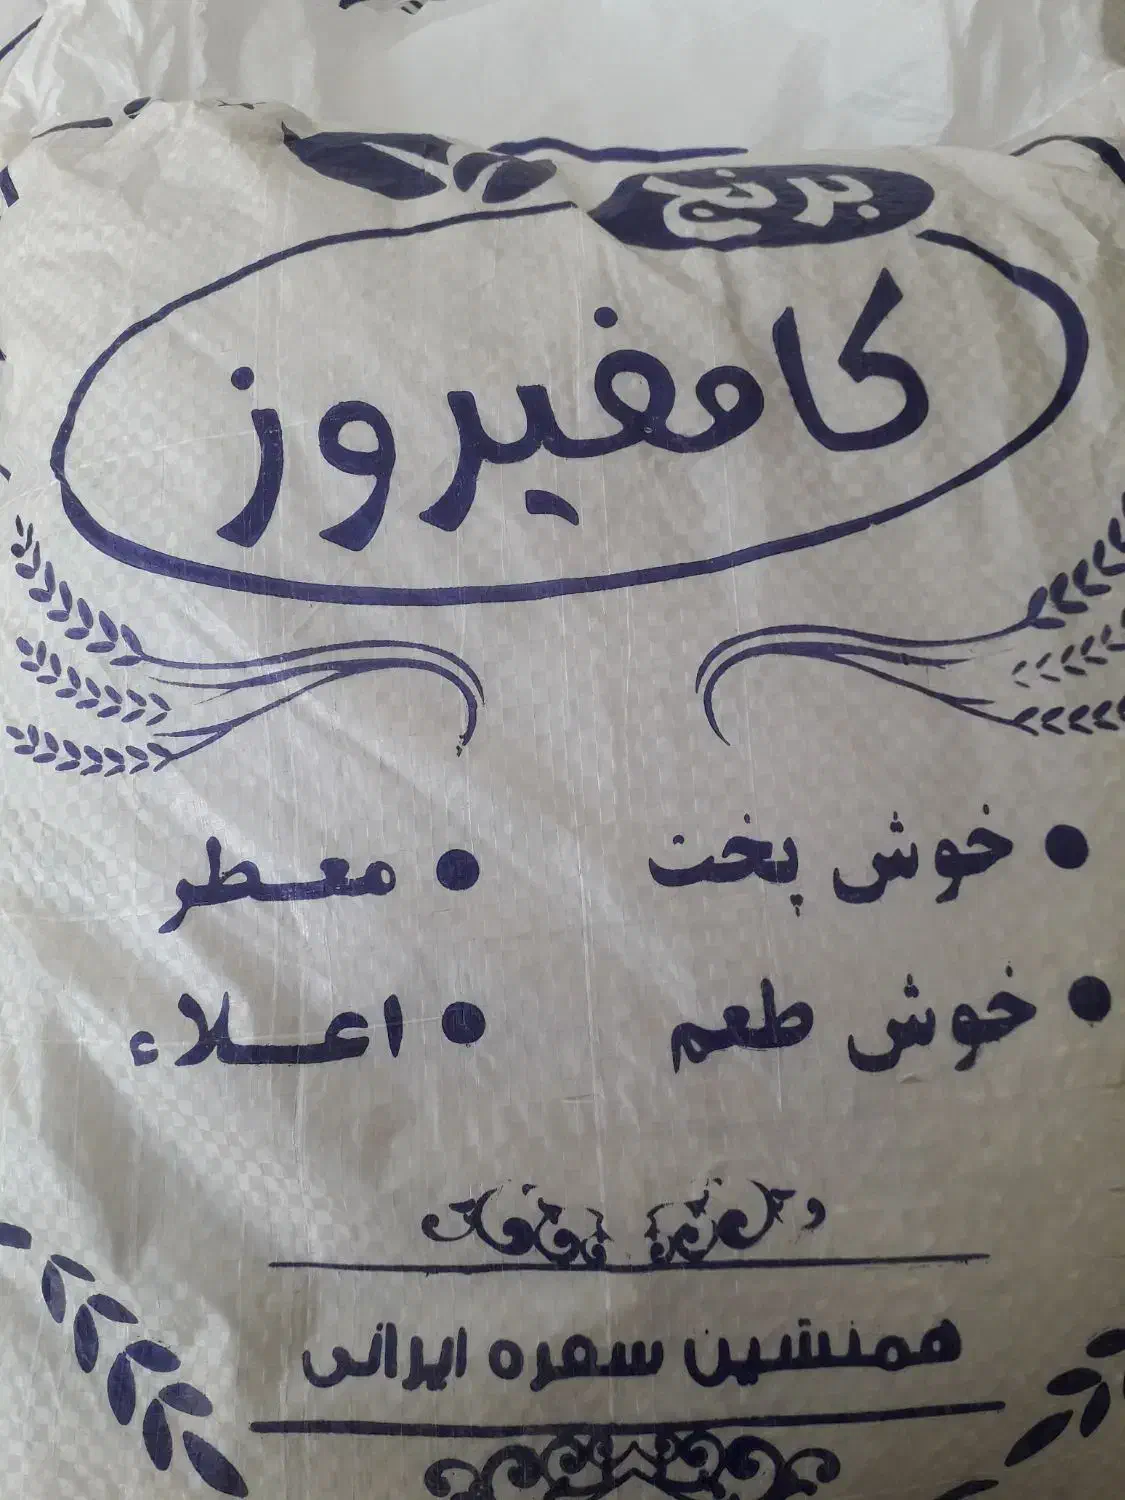 برنج
کامفیروز
● خوش پخت ● معطر
● خوش طعم ● اعلاء
همنشین سفره ایرانی